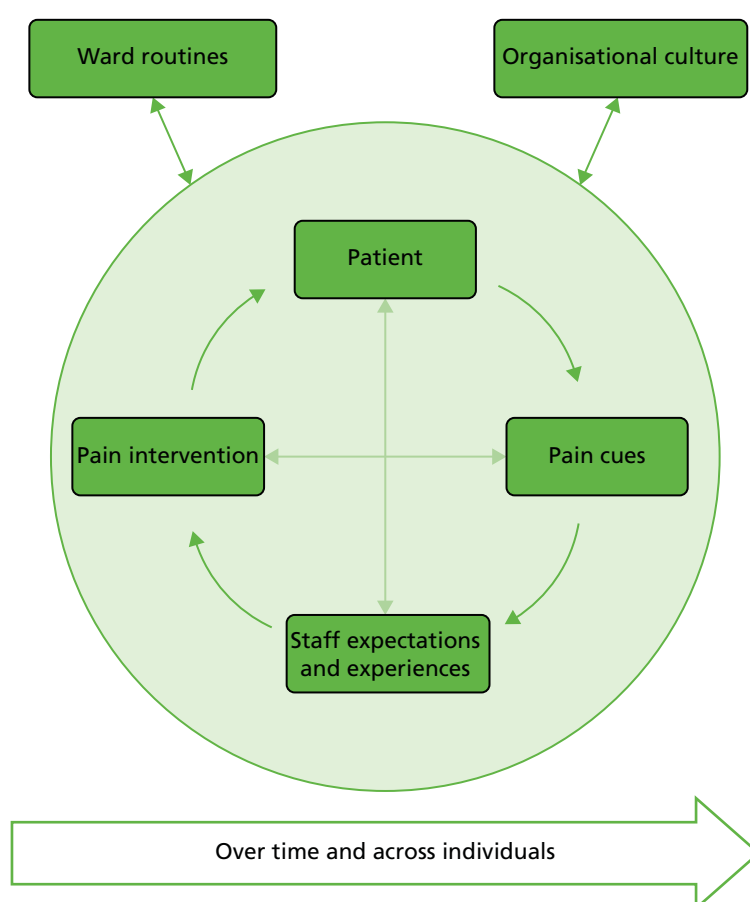 Ward routines
Organisational culture
Patient
Pain intervention
Pain cues
Staff expectations
and experiences
Over time and across individuals